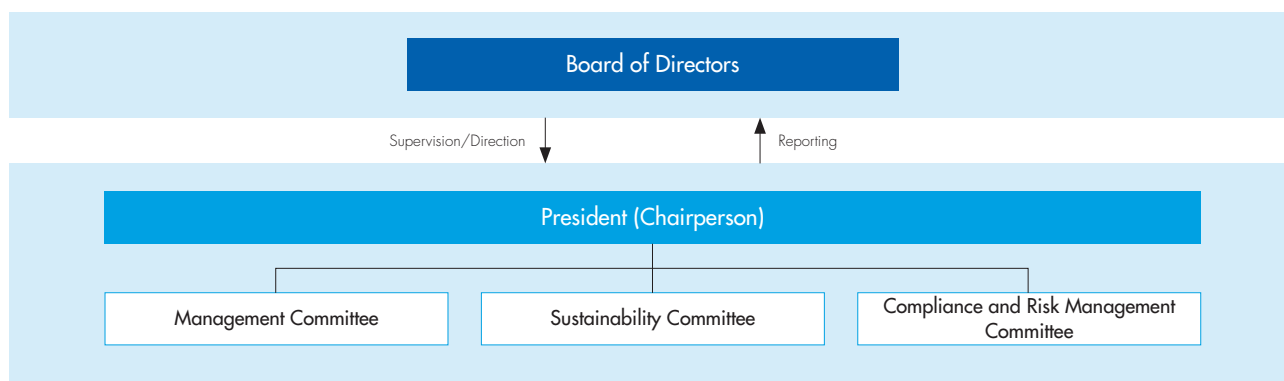 Board of Directors
Supervision/Direction
Reporting
President (Chairperson)
Management Committee
Sustainability Committee
Compliance and Risk Management
Committee